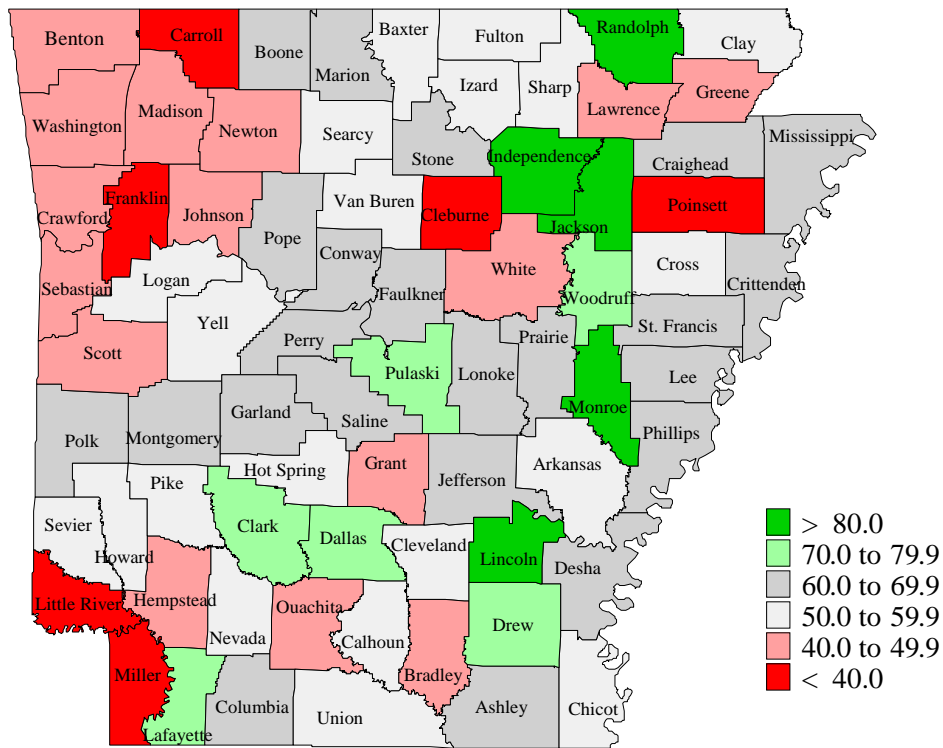 Benton
Carroll
Boone
Marion
Baxter
Fulton
Randolph
Clay
Izard
Sharp
Lawrence
Greene
Washington
Madison
Newton
Searcy
Stone
Independence
Craighead
Mississippi
Crawford
Franklin
Johnson
Pope
Van Buren
Cleburne
Jackson
Poinsett
Sebastian
Logan
Conway
Faulkner
White
Woodruff
Cross
Crittenden
Scott
Yell
Perry
Pulaski
Lonoke
Prairie
St. Francis
Lee
Polk
Montgomery
Garland
Saline
Monroe
Phillips
Pike
Hot Spring
Grant
Jefferson
Arkansas
Sevier
Howard
Clark
Dallas
Cleveland
Lincoln
Desha
Little River
Hempstead
Nevada
Ouachita
Calhoun
Bradley
Drew
Miller
Lafayette
Columbia
Union
Ashley
Chicot
> 80.0
70.0 to 79.9
60.0 to 69.9
50.0 to 59.9
40.0 to 49.9
< 40.0